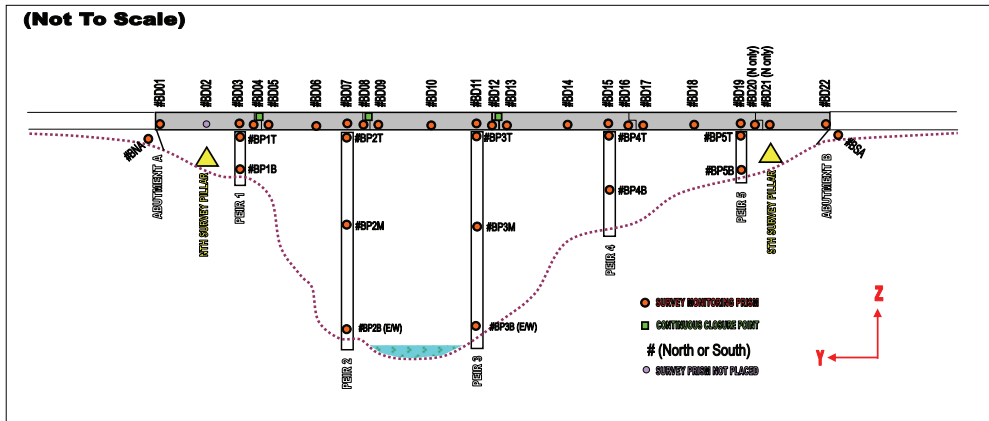 (Not To Scale)
#BD01
#BD02
#BD03
#BD04
#BD05
#BD06
#BD07
#BD08
#BD09
#BD10
#BD11
#BD12
#BD13
#BD14
#BD15
#BD16
#BD17
#BD18
#BD19
#BD20 (N only)
#BD21 (N only)
#BD22
#BNA
#BP1T
#BP2T
#BP3T
#BP4T
#BP5T
#BSA
#BP1B
#BP5B
#BP4B
ABUTMENT A
NTH SURVEY PILLAR
PEIR 1
#BP2M
#BP3M
PEIR 4
PEIR 5
STH SURVEY PILLAR
ABUTMENT B
#BP2B (E/W)
#BP3B (E/W)
PEIR 2
PEIR 3
SURVEY MONITORING PRISM
CONTINUOUS CLOSURE POINT
# (North or South)
SURVEY PRISM NOT PLACED
Z
Y